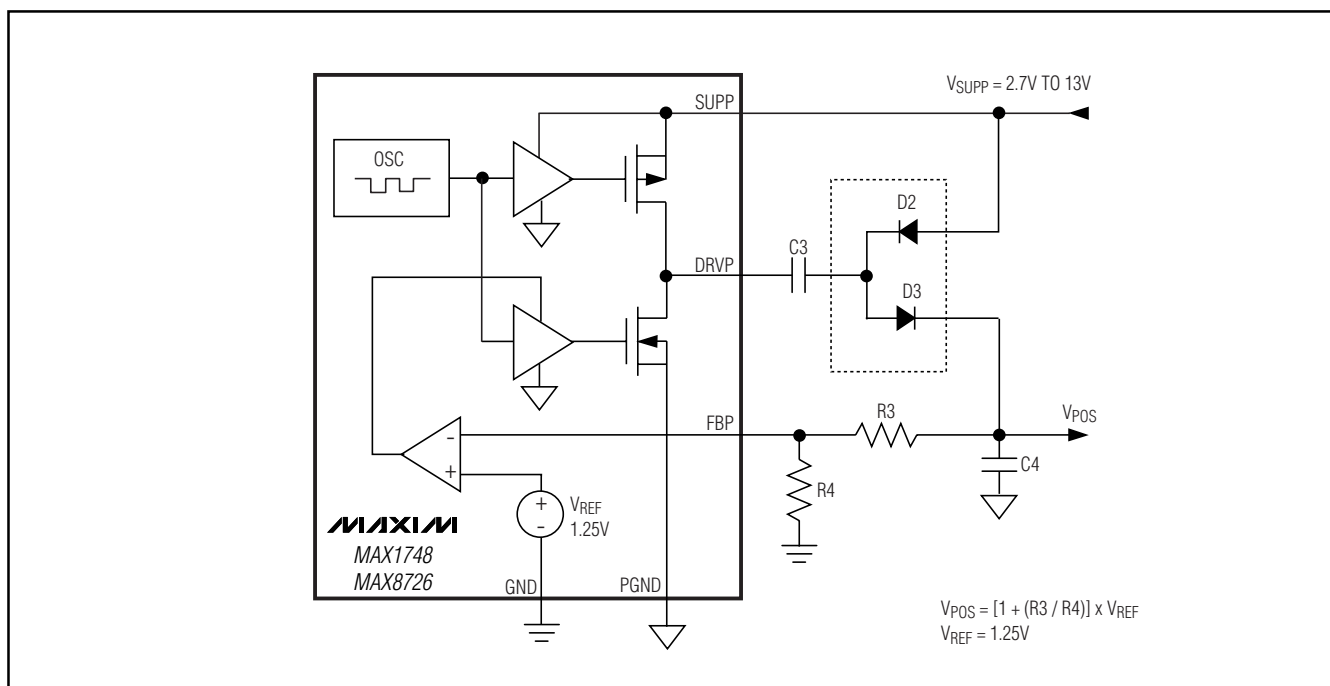 V_SUPP = 2.7V TO 13V
SUPP
OSC
D2
C3
DRVP
D3
FBP
R3
V_POS
-
+
R4
C4
+
-
V_REF
1.25V
MAXIM
MAX1748
MAX8726
GND
PGND
V_POS = [1 + (R3 / R4)] x V_REF
V_REF = 1.25V